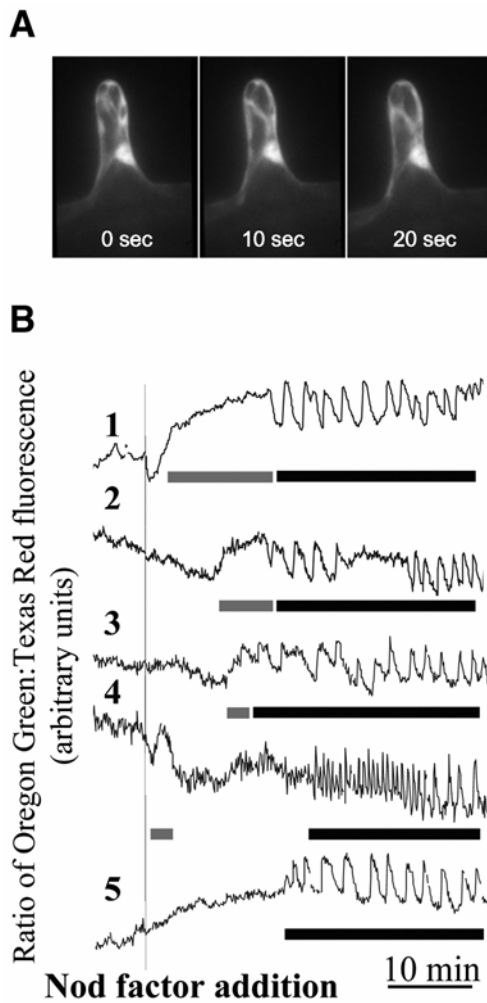 A
0 sec
10 sec
20 sec
B
Ratio of Oregon Green:Texas Red fluorescence
(arbitrary units)
1
2
3
4
5
Nod factor addition
10 min